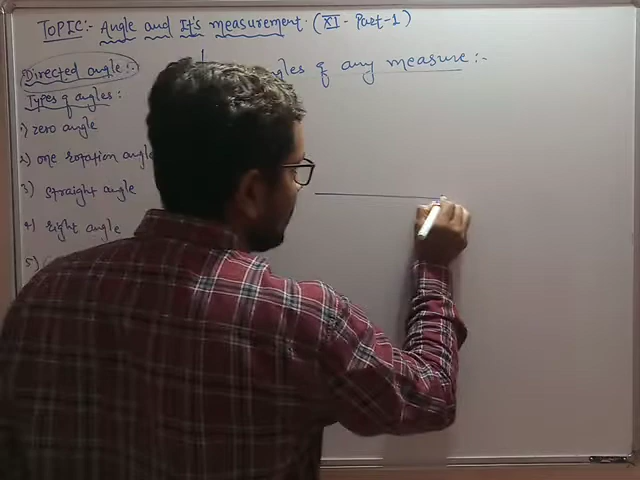 TOPIC:- Angle and It's measurement. (XI - Part-1)
Directed angle:-
gles of any measure:-
Types of angles:
1) zero angle
2) one rotation angle
3) straight angle
4) right angle
5)